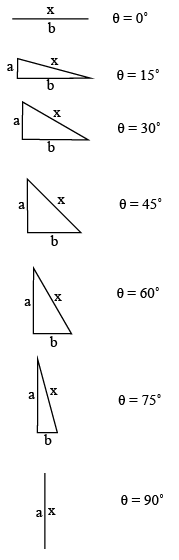 x
b
θ = 0°
a
x
b
θ = 15°
a
x
b
θ = 30°
a
x
b
θ = 45°
a
x
b
θ = 60°
a
x
b
θ = 75°
a x
θ = 90°